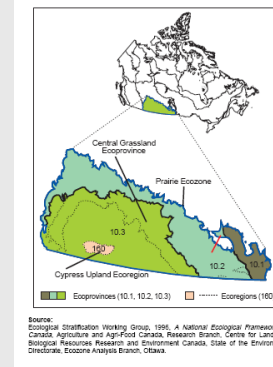 Central Grassland
Ecoprovince
Prairie Ecozone
10.3
160
10.1
10.2
Cypress Upland Ecoregion
Ecoprovinces (10.1, 10.2, 10.3)
Ecoregions (160
Source:
Ecological Stratification Working Group, 1996, A National Ecological Framewor
Canada, Agriculture and Agri-Food Canada, Research Branch, Centre for Land
Biological Resources Research and Environment Canada, State of the Environ
Directorate, Ecozone Analysis Branch, Ottawa.